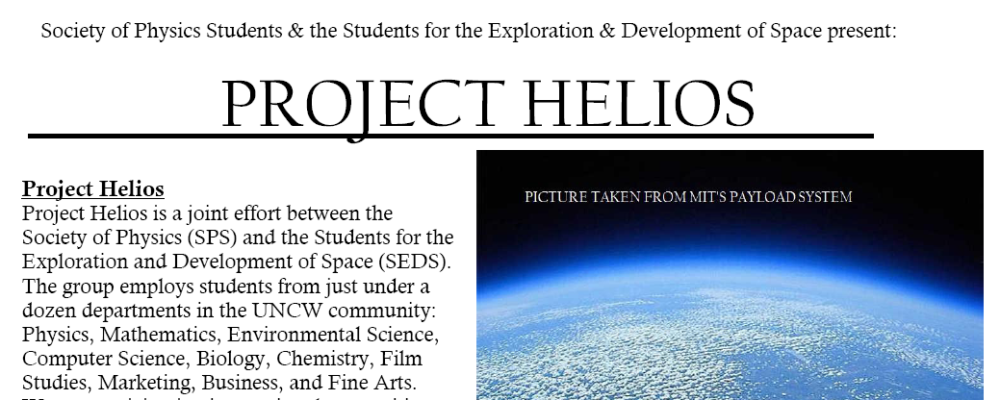 Society of Physics Students & the Students for the Exploration & Development of Space present:
PROJECT HELIOS
Project Helios
Project Helios is a joint effort between the
Society of Physics (SPS) and the Students for the
Exploration and Development of Space (SEDS).
The group employs students from just under a
dozen departments in the UNCW community:
Physics, Mathematics, Environmental Science,
Computer Science, Biology, Chemistry, Film
Studies, Marketing, Business, and Fine Arts.
PICTURE TAKEN FROM MIT'S PAYLOAD SYSTEM